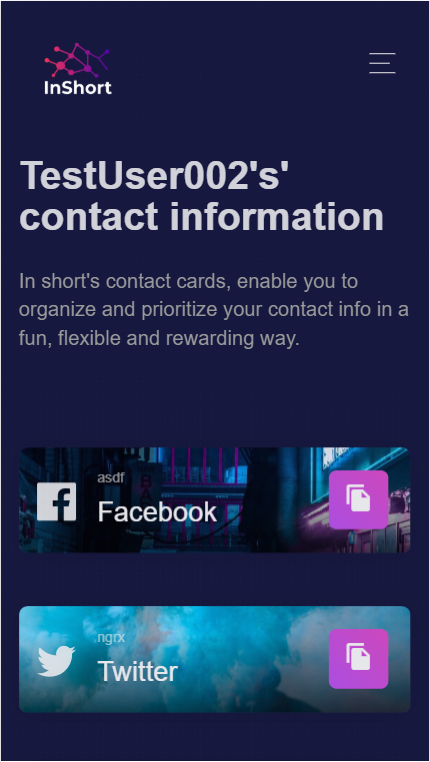 InShort
TestUser002's'
contact information
In short's contact cards, enable you to
organize and prioritize your contact info in a
fun, flexible and rewarding way.
asdf
Facebook
ngrx
Twitter